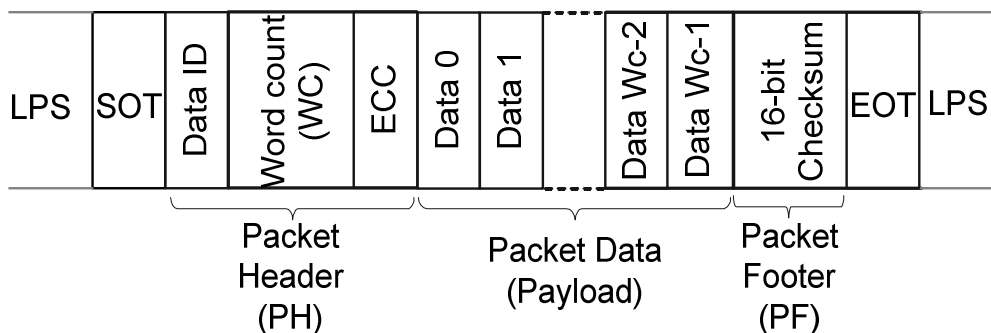 LPS
SOT
Data ID
Word count
(WC)
ECC
Data 0
Data 1
Data Wc-2
Data Wc-1
16-bit
Checksum
EOT
LPS
Packet
Header
(PH)
Packet Data
(Payload)
Packet
Footer
(PF)